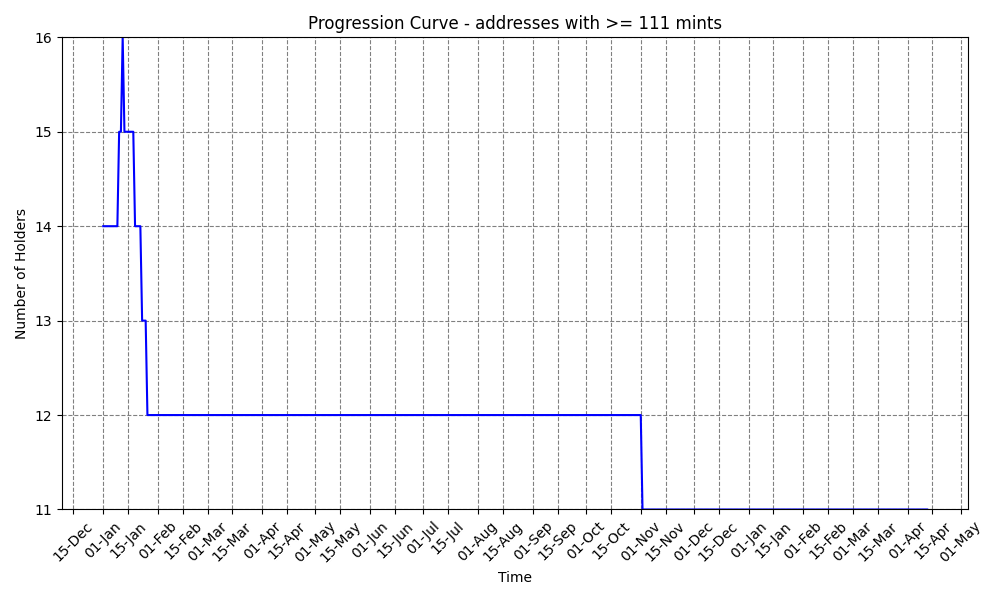 Progression Curve - addresses with >= 111 mints
Number of Holders
16
15
14
13
12
11
15-Dec
01-Jan
15-Jan
01-Feb
15-Feb
01-Mar
15-Mar
01-Apr
15-Apr
01-May
15-May
01-Jun
15-Jun
01-Jul
15-Jul
01-Aug
15-Aug
01-Sep
15-Sep
01-Oct
15-Oct
01-Nov
15-Nov
01-Dec
15-Dec
01-Jan
15-Jan
01-Feb
15-Feb
01-Mar
15-Mar
01-Apr
15-Apr
01-May
Time